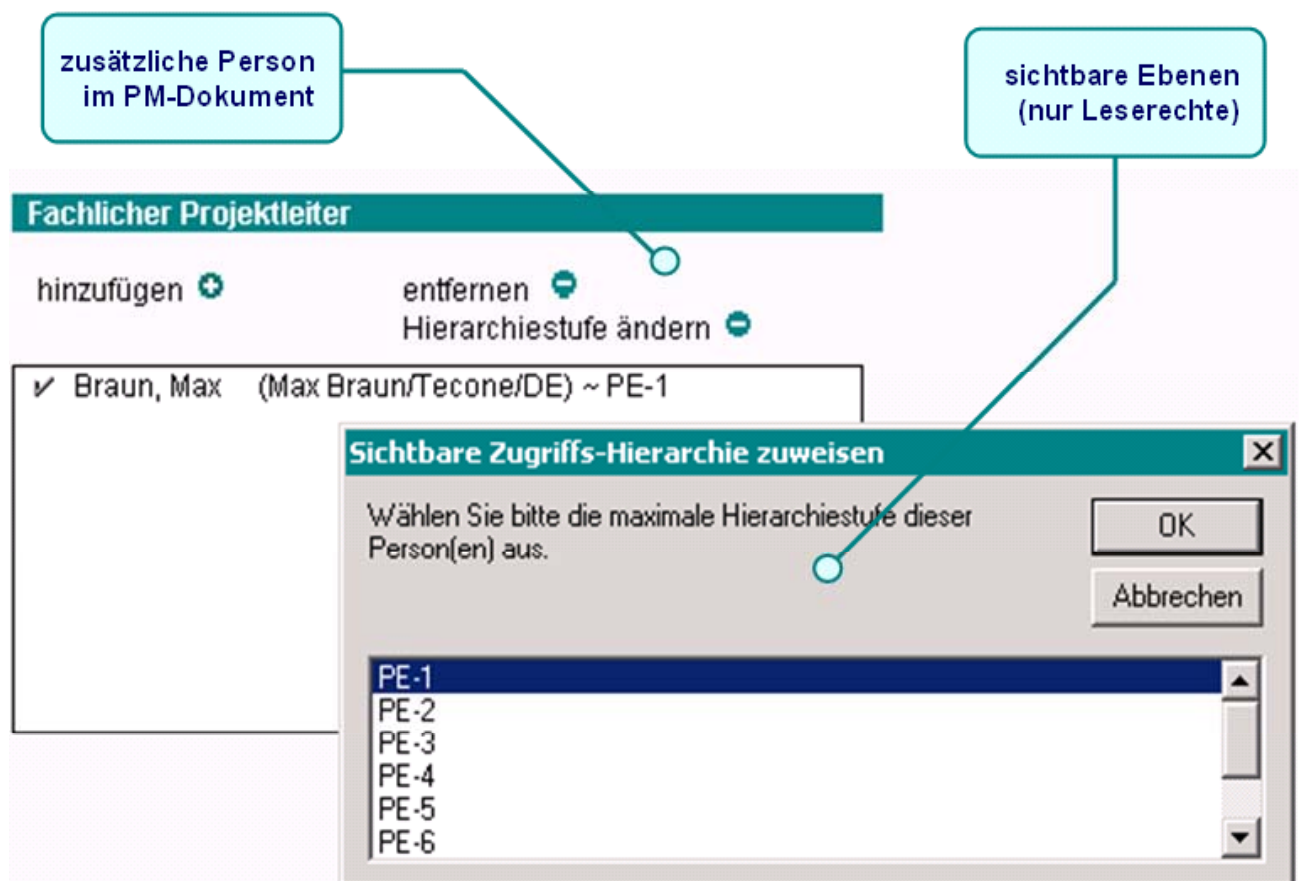 zusätzliche Person
im PM-Dokument
sichtbare Ebenen
(nur Leserechte)
Fachlicher Projektleiter
hinzufügen
entfernen
Hierarchiestufe ändern
Braun, Max (Max Braun/Tecone/DE) ~ PE-1
Sichtbare Zugriffs-Hierarchie zuweisen
Wählen Sie bitte die maximale Hierarchiestufe dieser
Person(en) aus.
OK
Abbrechen
PE-1
PE-2
PE-3
PE-4
PE-5
PE-6